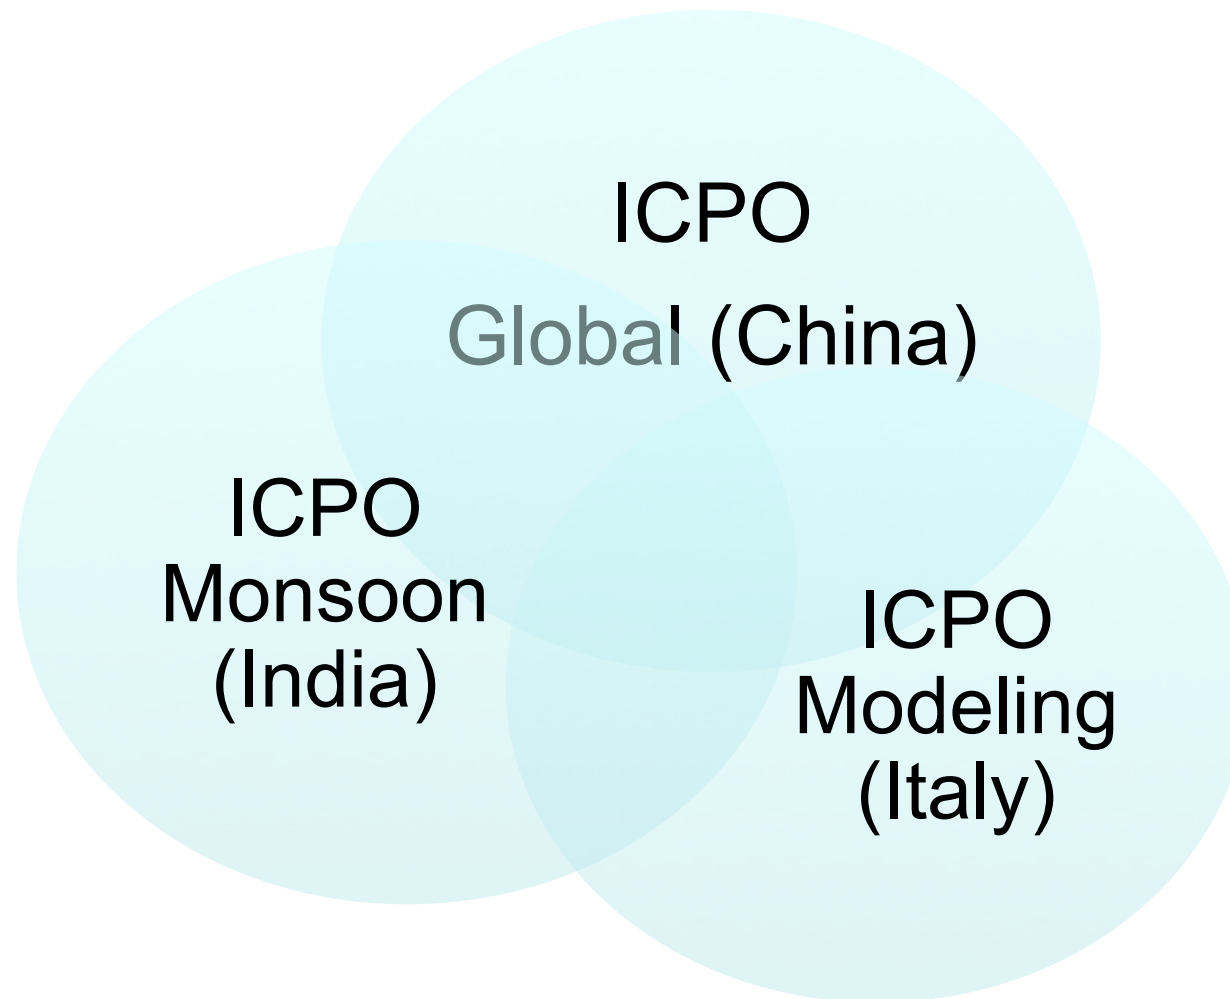 ICPO
Global (China)
ICPO
Monsoon
(India)
ICPO
Modeling
(Italy)